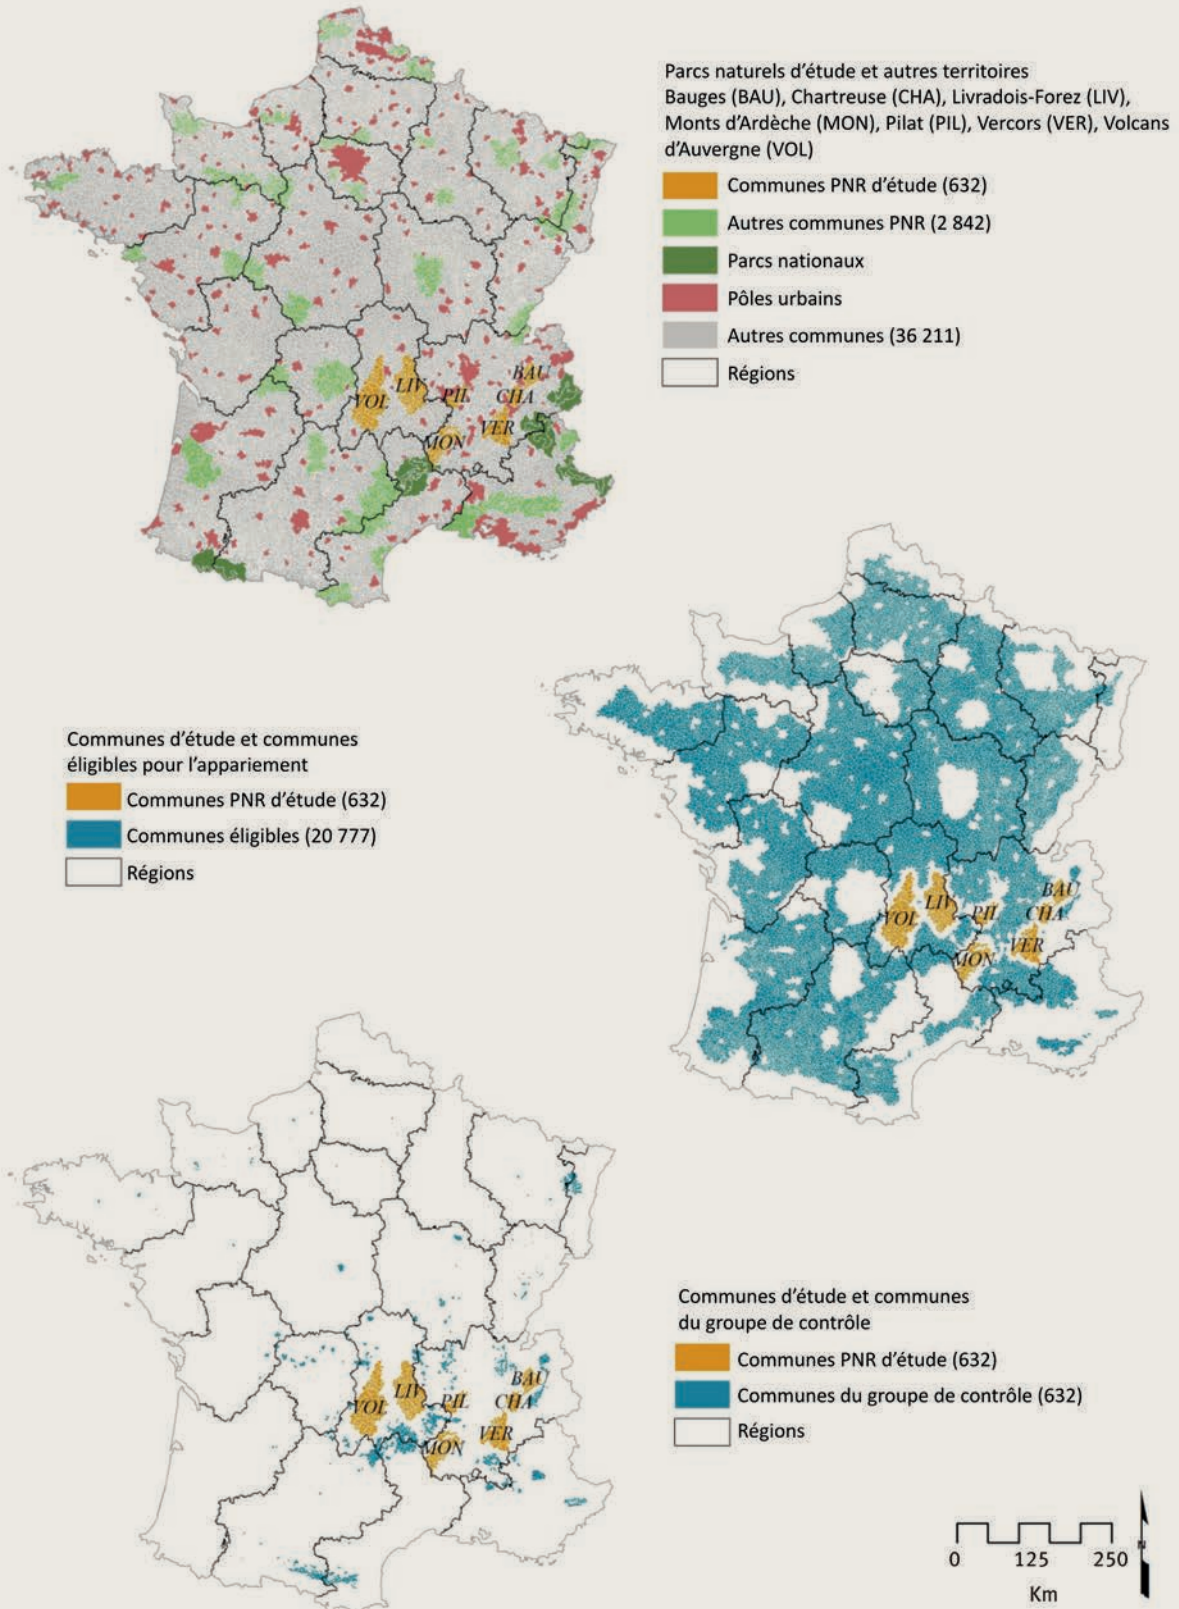 Parcs naturels d'étude et autres territoires
Bauges (BAU), Chartreuse (CHA), Livradois-Forez (LIV),
Monts d'Ardèche (MON), Pilat (PIL), Vercors (VER), Volcans
d'Auvergne (VOL)
Communes PNR d'étude (632)
Autres communes PNR (2 842)
Parcs nationaux
Pôles urbains
Autres communes (36 211)
Régions
BAU
LIV
PIL
CHA
VOL
VER
MON
Communes d'étude et communes
éligibles pour l'appariement
Communes PNR d'étude (632)
Communes éligibles (20 777)
Régions
BAU
LIV
PIL
CHA
VOL
VER
MON
Communes d'étude et communes
du groupe de contrôle
Communes PNR d'étude (632)
Communes du groupe de contrôle (632)
Régions
BAU
LIV
PIL
CHA
VOL
VER
MON
N
0 125 250
Km